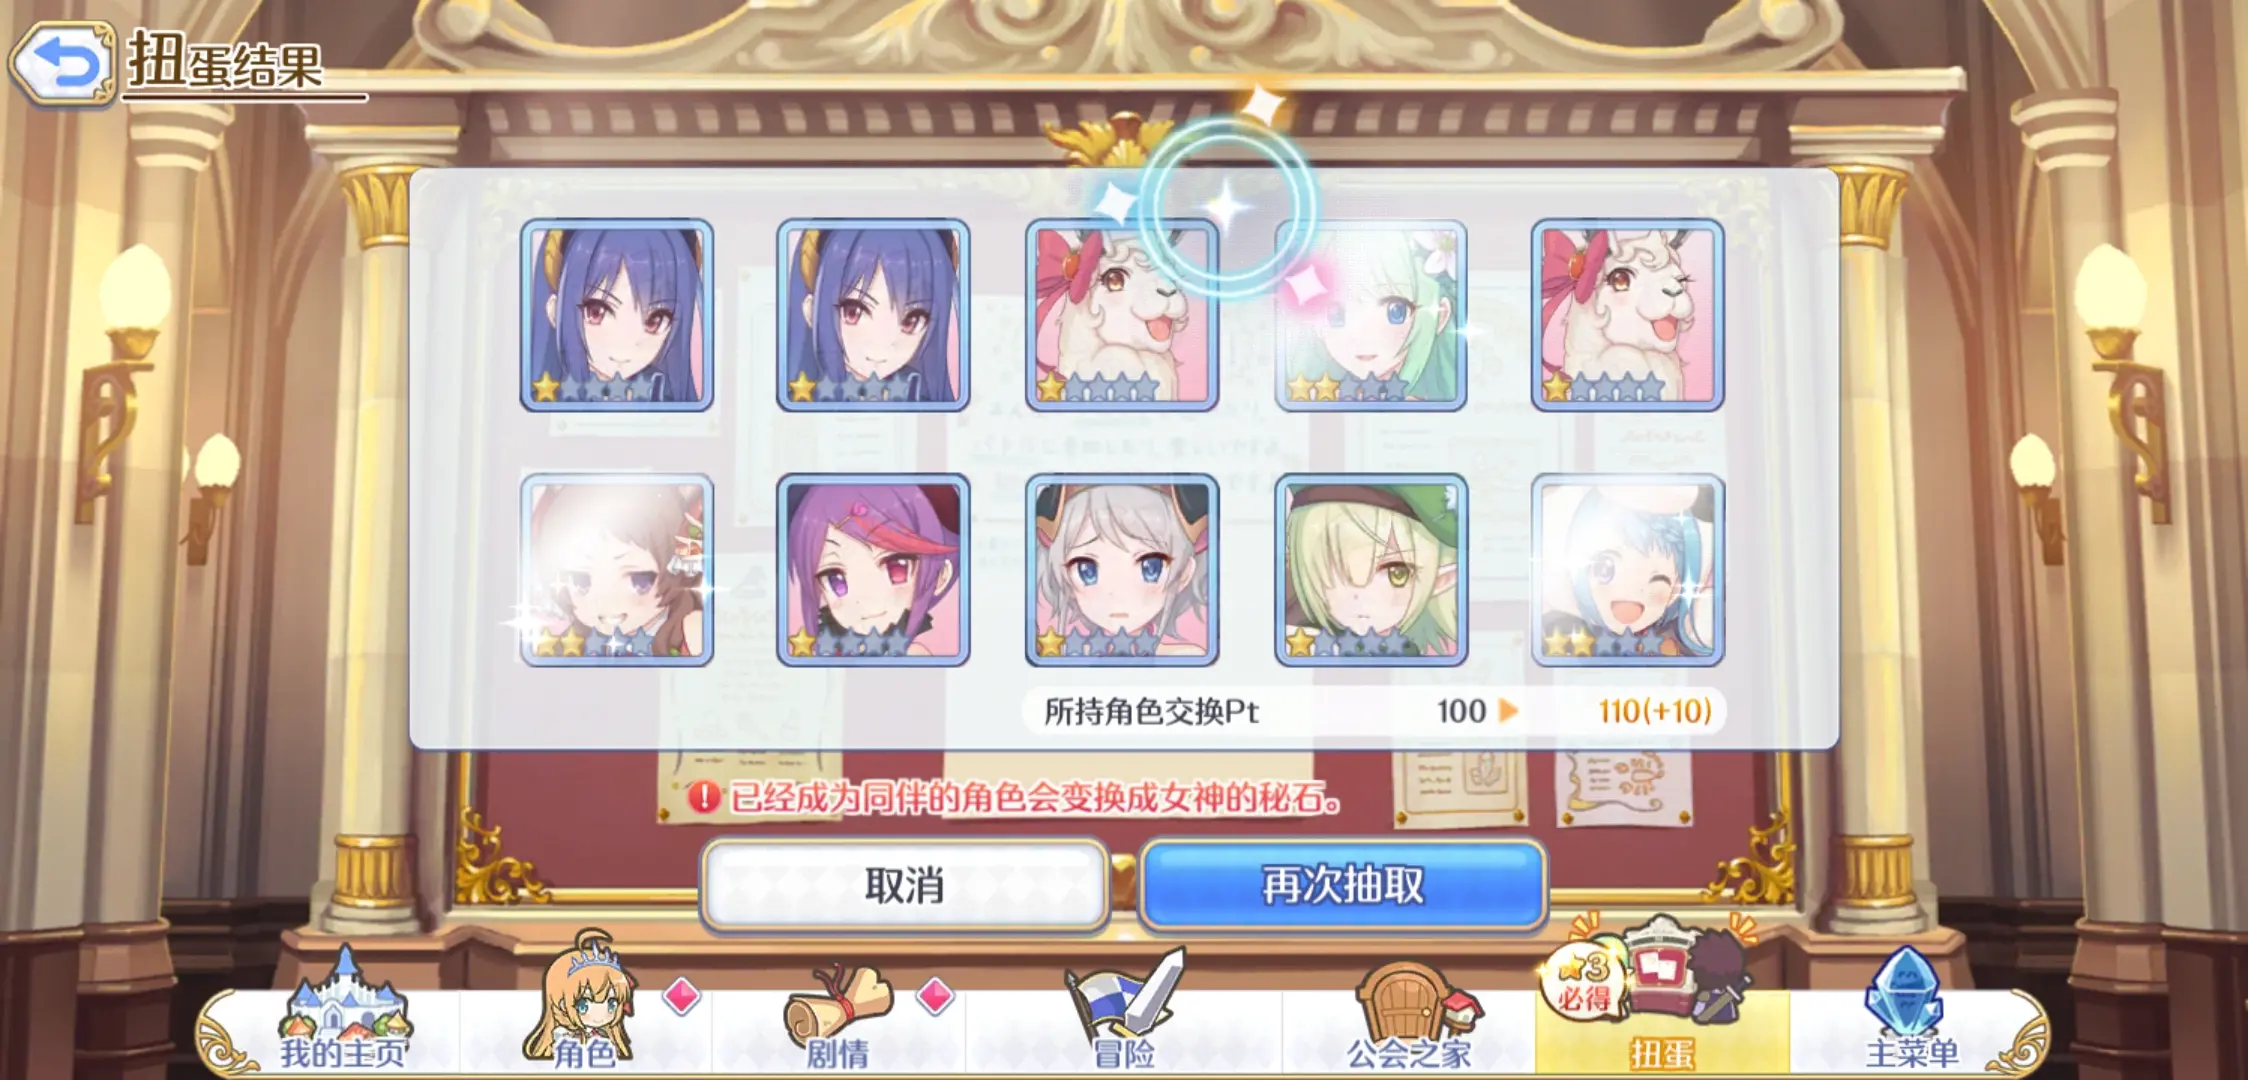 扭蛋结果
所持角色交换Pt 100 110(+10)
已经成为同伴的角色会变换成女神的秘石。
取消
再次抽取
★3
必得
我的主页
角色
剧情
冒险
公会之家
扭蛋
主菜单